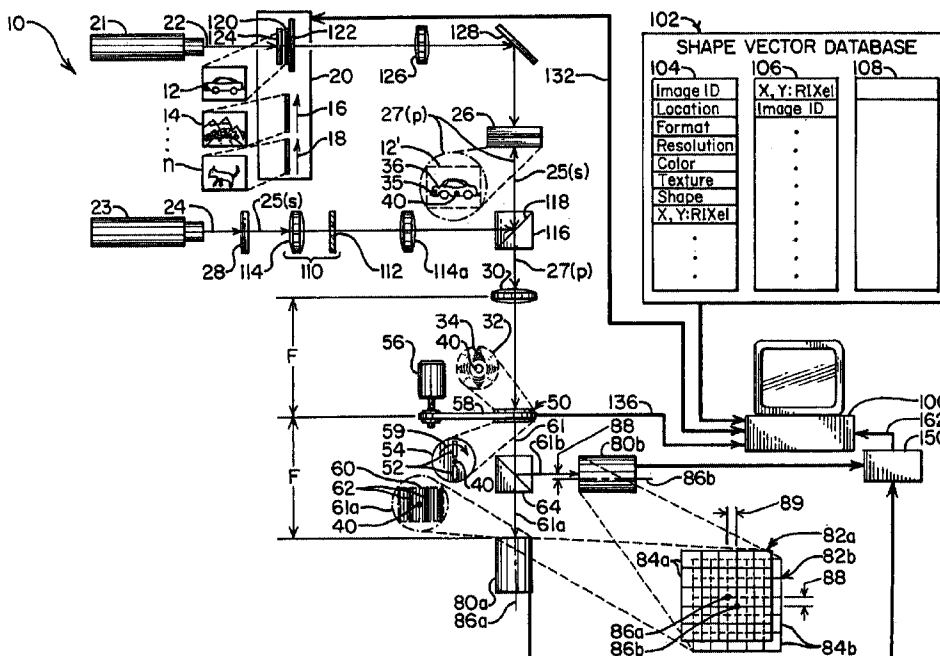 10
21
22
120
124
122
20
12
14
n
16
18
126
128
132
27(p)
26
12'
36
35
40
25(s)
118
116
27(p)
23
24
25(s)
28
114
110
112
114a
30
F
F
34
32
40
56
58
50
136
59
54
52
40
61
61b
88
80b
86b
60
62
61a
40
64
61a
80a
86a
89
82a
82b
84a
88
86a
86b
84b
102
SHAPE VECTOR DATABASE
104
106
108
Image ID
Location
Format
Resolution
Color
Texture
Shape
X, Y:RIXel
X, Y:RIXel
Image ID
162
150